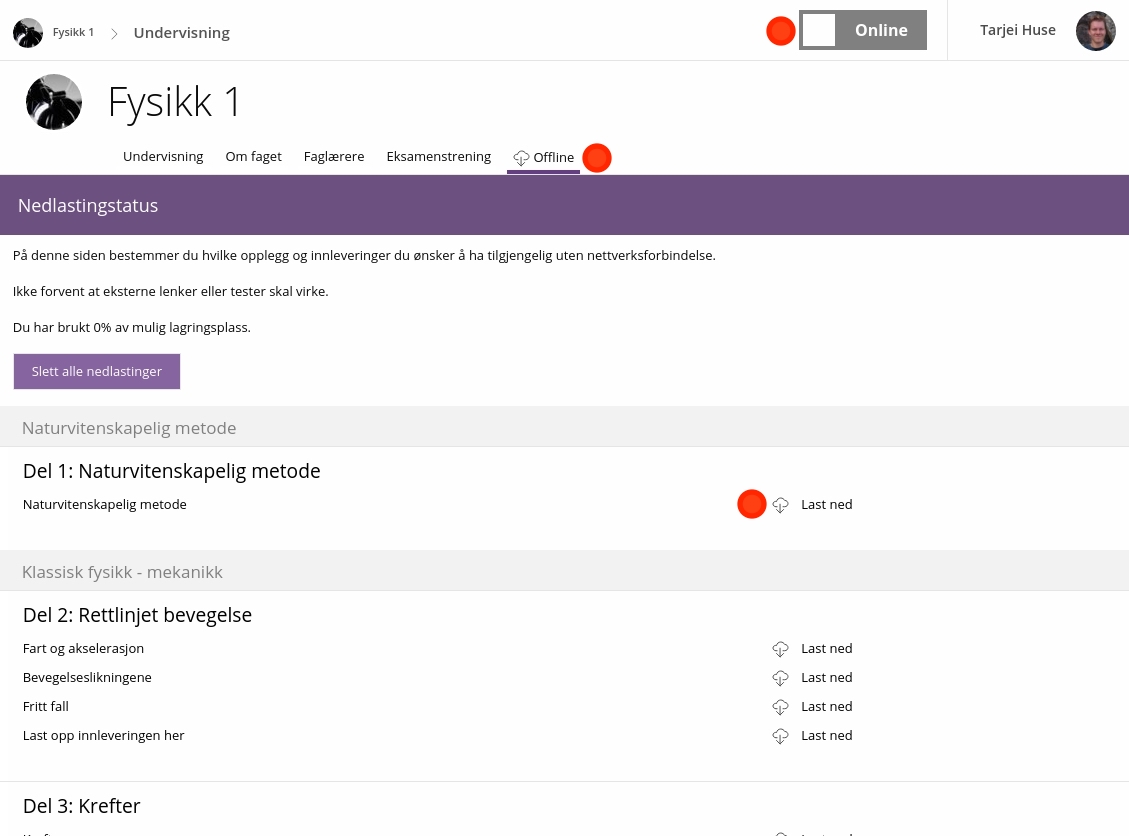 Fysikk 1 Undervisning Online Tarjei Huse
Fysikk 1
Undervisning Om faget Faglærere Eksamenstrening Offline
Nedlastingstatus
På denne siden bestemmer du hvilke opplegg og innleveringer du ønsker å ha tilgjengelig uten nettverksforbindelse.
Ikke forvent at eksterne lenker eller tester skal virke.
Du har brukt 0% av mulig lagringsplass.
Slett alle nedlastinger
Naturvitenskapelig metode
Del 1: Naturvitenskapelig metode
Naturvitenskapelig metode Last ned
Klassisk fysikk - mekanikk
Del 2: Rettlinjet bevegelse
Fart og akselerasjon Last ned
Bevegelseslikningene Last ned
Fritt fall Last ned
Last opp innleveringen her Last ned
Del 3: Krefter